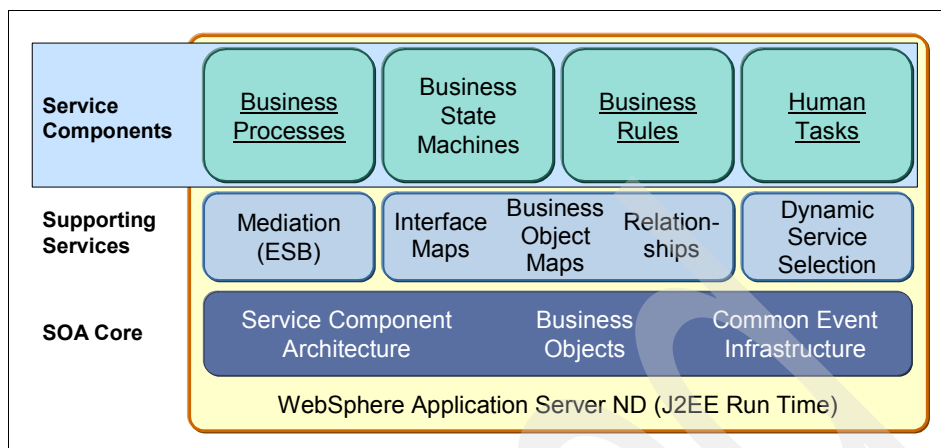 Service
Components
Business
Processes
Business
State
Machines
Business
Rules
Human
Tasks
Supporting
Services
Mediation
(ESB)
Interface
Maps
Business
Object
Maps
Relation-
ships
Dynamic
Service
Selection
SOA Core
Service Component
Architecture
Business
Objects
Common Event
Infrastructure
WebSphere Application Server ND (J2EE Run Time)